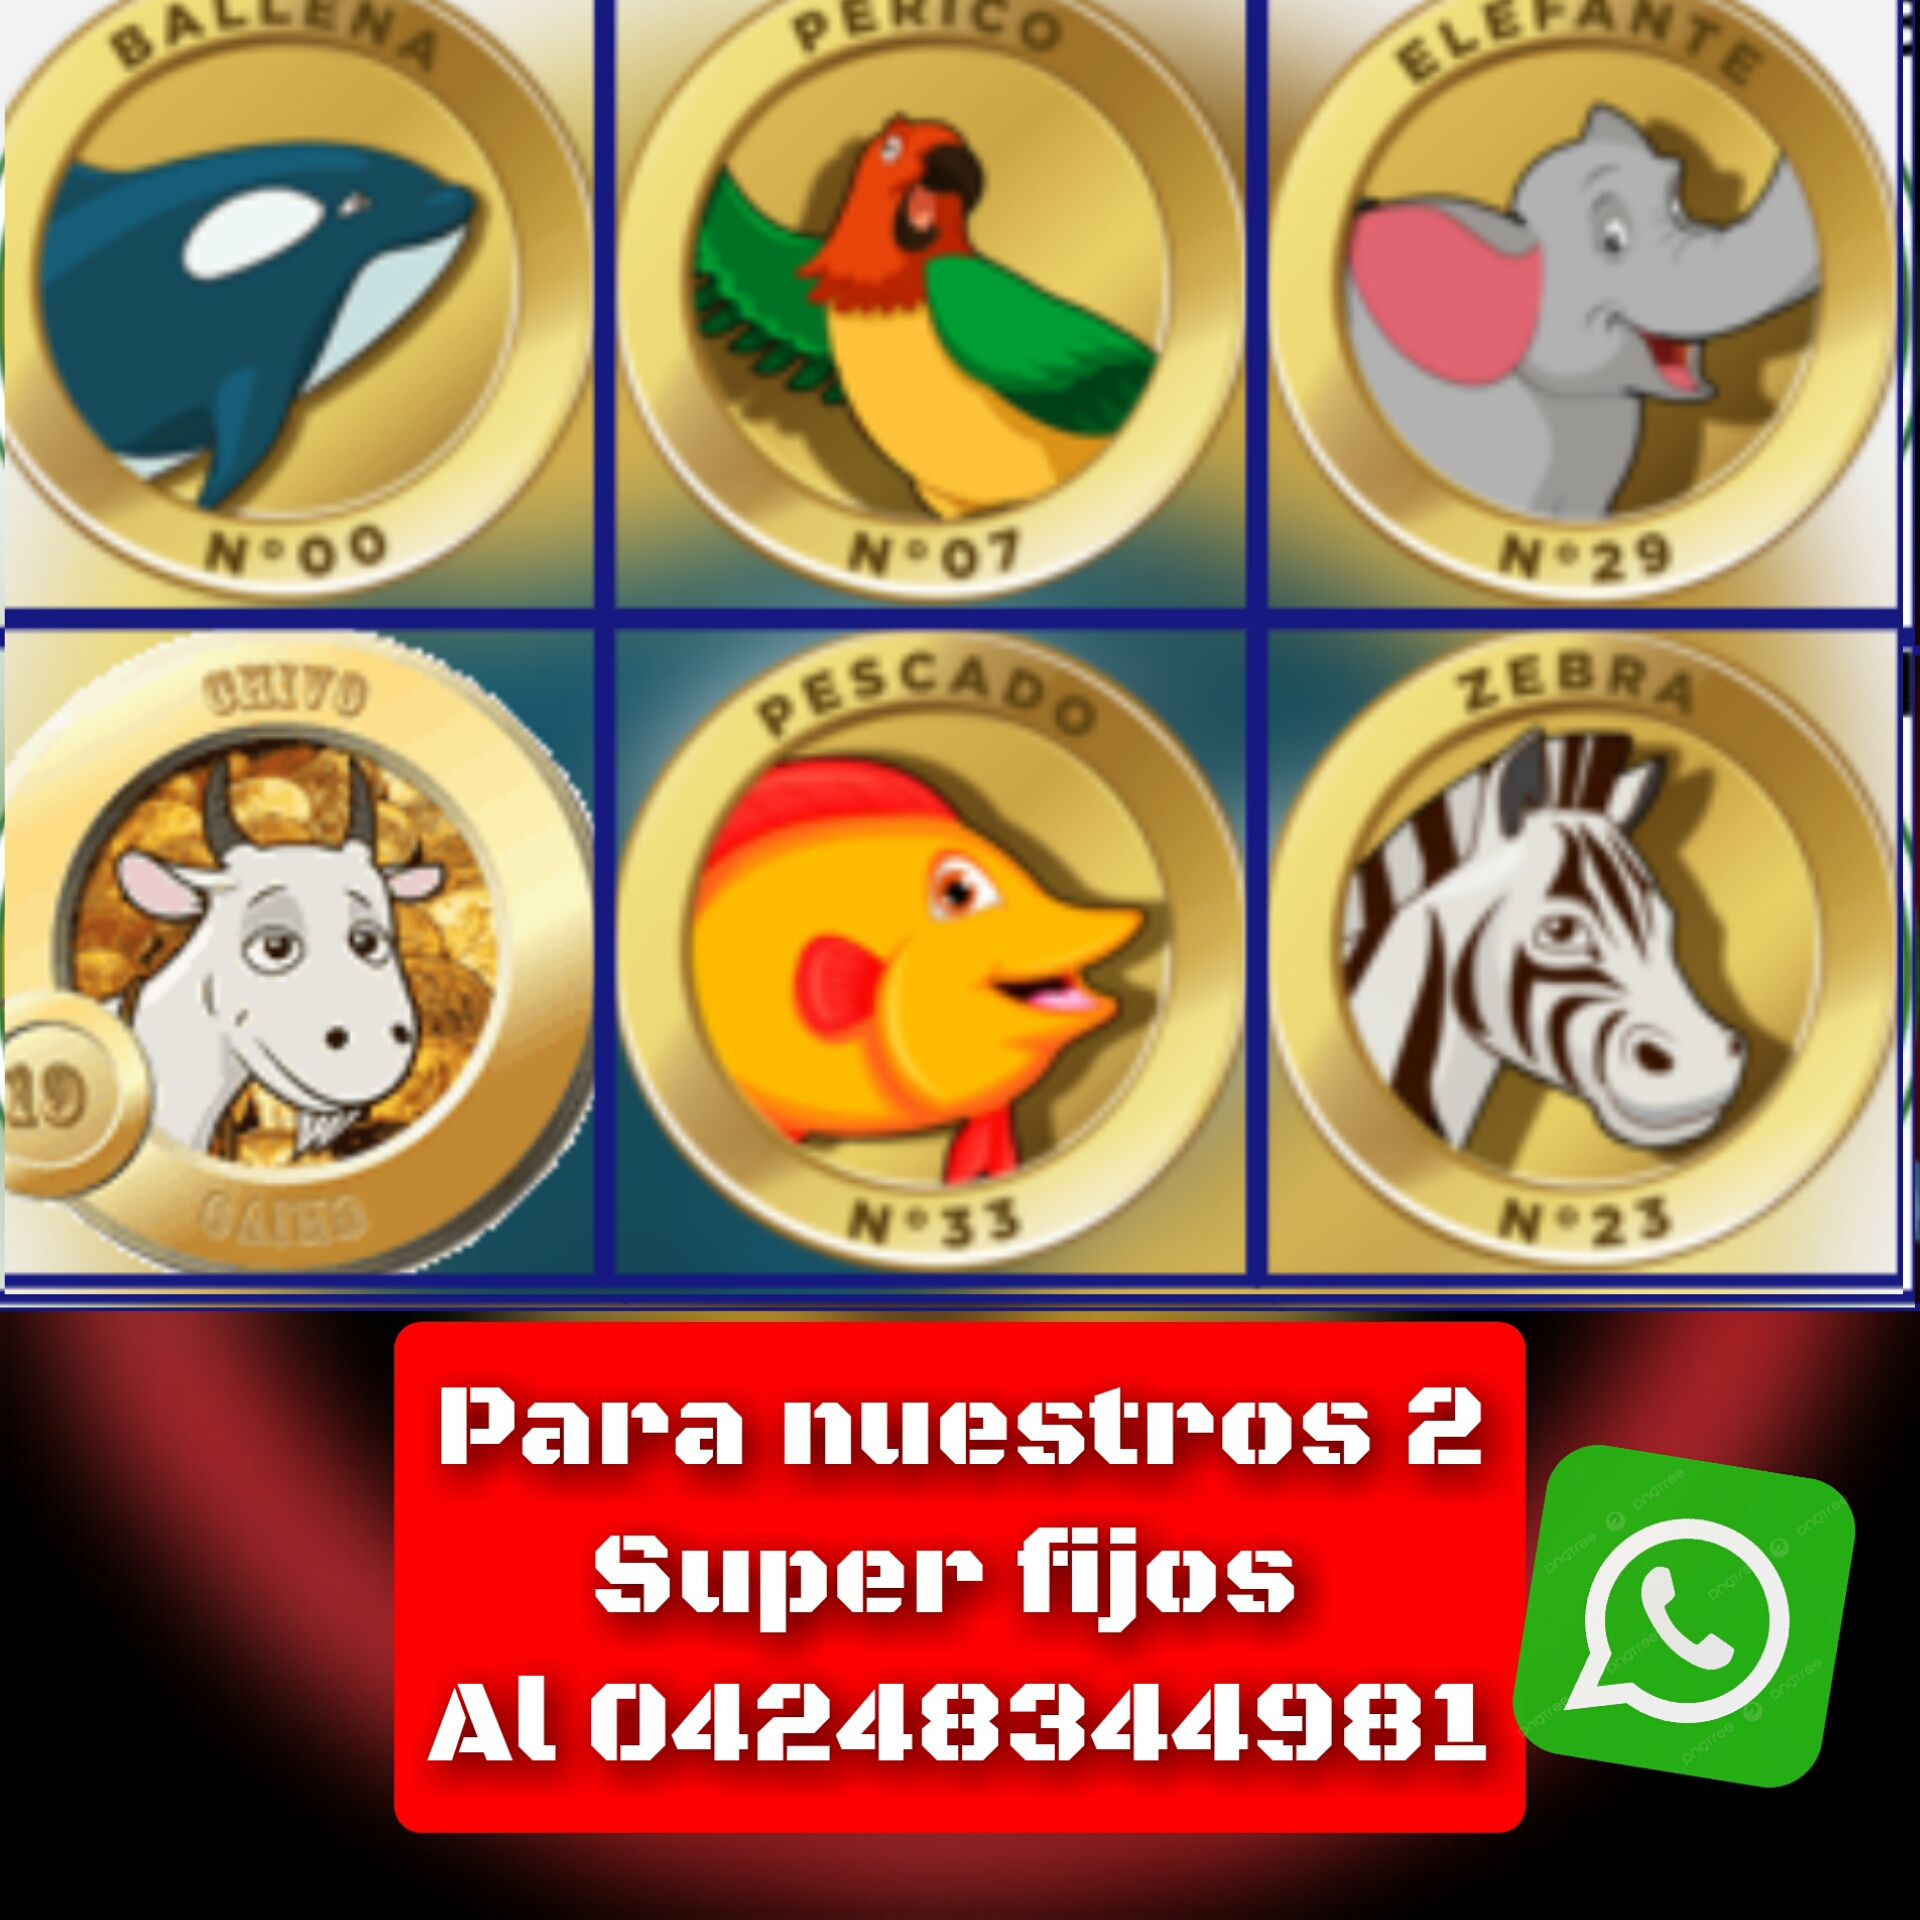 BALLENA
PERICO
ELEFANTE
N°00
N°07
N°29
CHIVO
PESCADO
ZEBRA
19
N°33
N°23
Para nuestros 2
Super fijos
Al 04248344981
pngtree